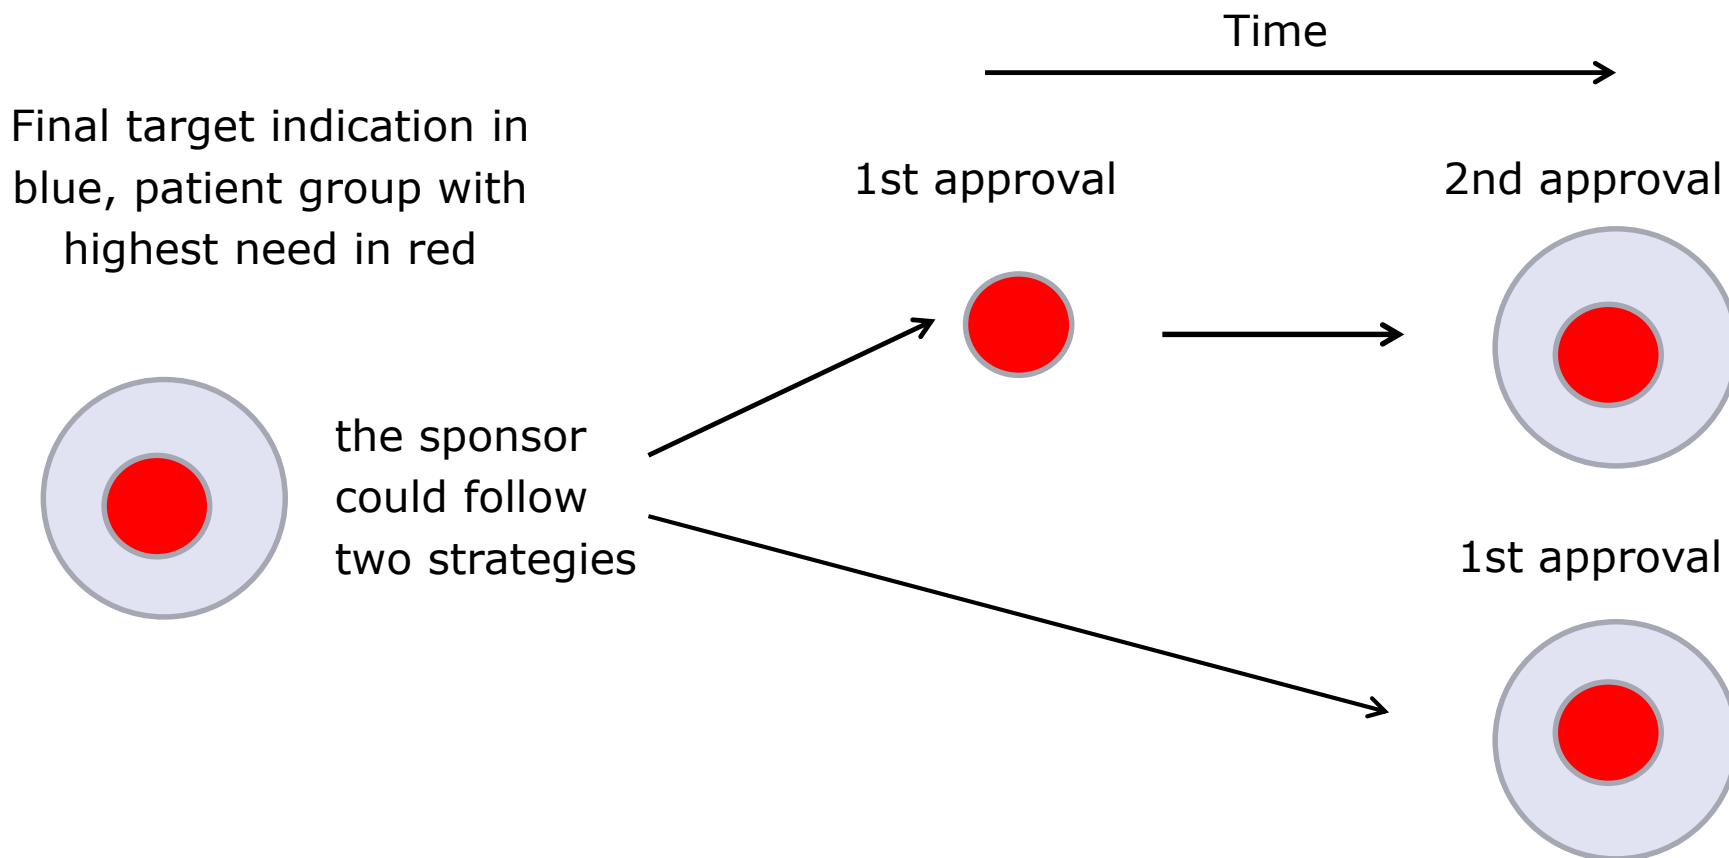 Time
Final target indication in
blue, patient group with
highest need in red
1st approval
2nd approval
the sponsor
could follow
two strategies
1st approval